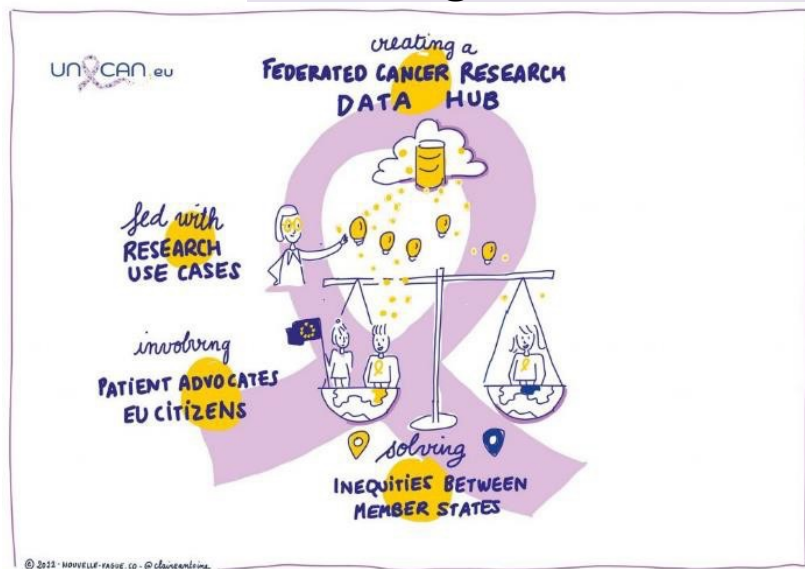 UNCAN.eu
creating a
FEDERATED CANCER RESEARCH
DATA HUB
fed with
RESEARCH
USE CASES
involving
PATIENT ADVOCATES
EU CITIZENS
solving
INEQUITIES BETWEEN
MEMBER STATES
© 2022 - NOUVELLE-VAGUE.CO - @claireantoine